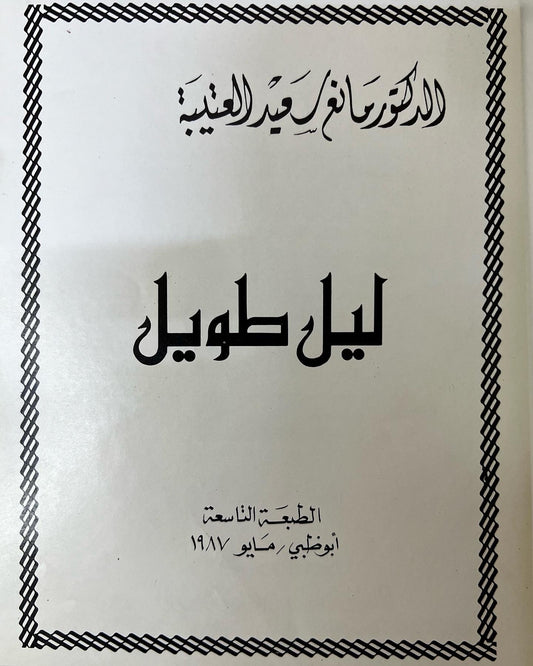 الدكتور مانع سعيد العتيبة
ليل طويل
الطبعة التاسعة
أبوظبي / مايو ١٩٨٧